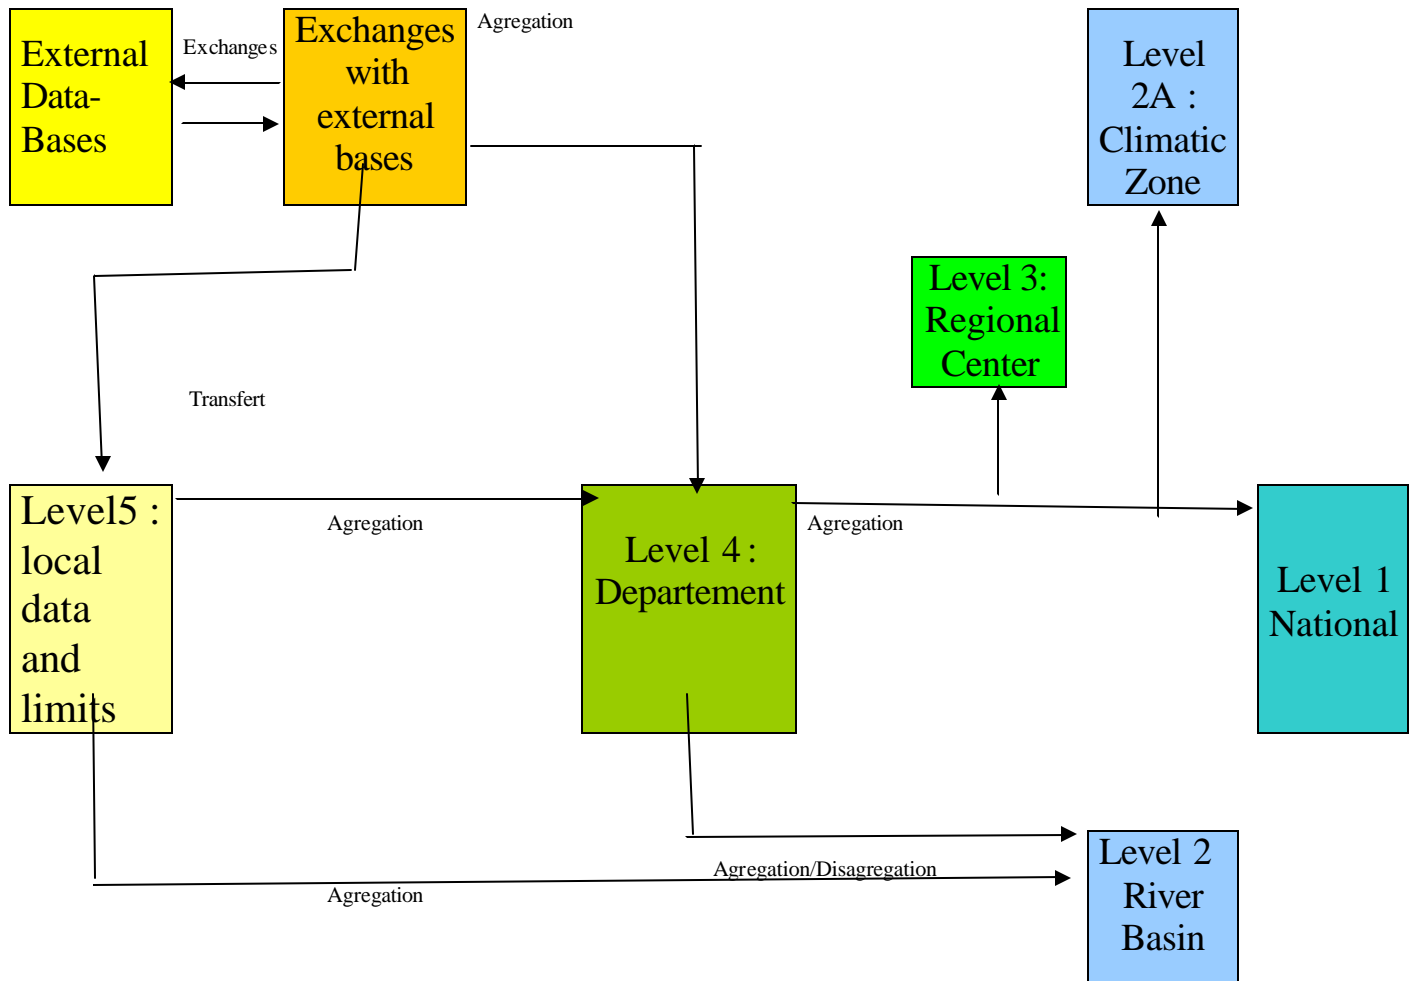 External
Data-
Bases
Exchanges
Exchanges
with
external
bases
Agregation
Level
2A :
Climatic
Zone
Level 3:
Regional
Center
Transfert
Level5 :
local
data
and
limits
Agregation
Level 4 :
Departement
Agregation
Level 1
National
Agregation/Disagregation
Agregation
Level 2
River
Basin